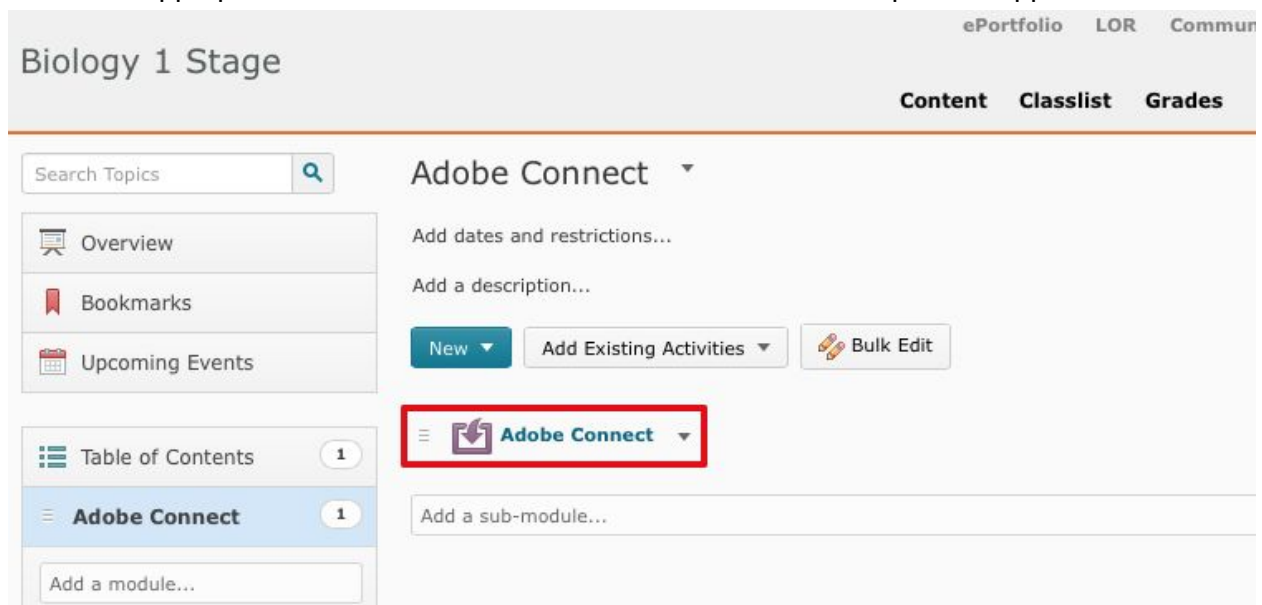 ePortfolio LOR Commun
Biology 1 Stage
Content Classlist Grades
Search Topics
Overview
Bookmarks
Upcoming Events
Table of Contents 1
Adobe Connect 1
Add a module...
Adobe Connect
Add dates and restrictions...
Add a description...
New Add Existing Activities Bulk Edit
Adobe Connect
Add a sub-module...